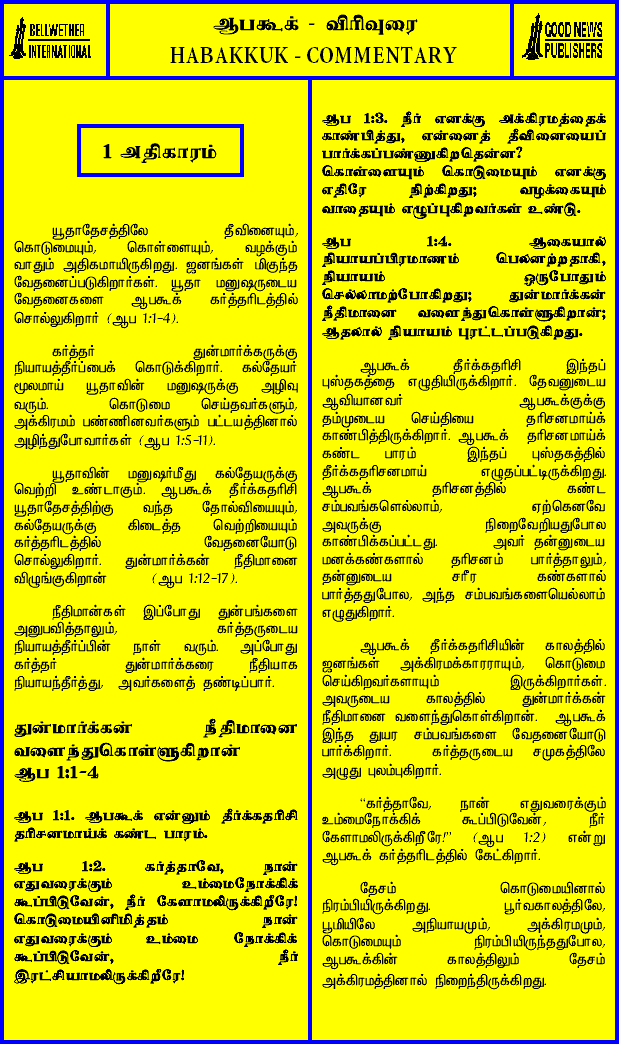 BELLWETHER
INTERNATIONAL
ஆபகூக் - விரிவுரை
HABAKKUK - COMMENTARY
GOOD NEWS
PUBLISHERS
1 அதிகாரம்
யூதாதேசத்திலே தீவினையும்,
கொடுமையும், கொள்ளையும், வழக்கும்
வாதும் அதிகமாயிருகிறது. ஜனங்கள் மிகுந்த
வேதனைப்படுகிறார்கள். யூதா மனுஷருடைய
வேதனைகளை ஆபகூக் கர்த்தரிடத்தில்
சொல்லுகிறார் (ஆப 1:1-4).
கர்த்தர் துன்மார்க்கருக்கு
நியாயத்தீர்ப்பைக் கொடுக்கிறார். கல்தேயர்
மூலமாய் யூதாவின் மனுஷருக்கு அழிவு
வரும். கொடுமை செய்தவர்களும்,
அக்கிரமம் பண்ணினவர்களும் பட்டயத்தினால்
அழிந்துபோவார்கள் (ஆப 1:5-11).
யூதாவின் மனுஷர்மீது கல்தேயருக்கு
வெற்றி உண்டாகும். ஆபகூக் தீர்க்கதரிசி
யூதாதேசத்திற்கு வந்த தோல்வியையும்,
கல்தேயருக்கு கிடைத்த வெற்றியையும்
கர்த்தரிடத்தில் வேதனையோடு
சொல்லுகிறார். துன்மார்க்கன் நீதிமானை
விழுங்குகிறான் (ஆப 1:12-17).
நீதிமான்கள் இப்போது துன்பங்களை
அனுபவித்தாலும், கர்த்தருடைய
நியாயத்தீர்ப்பின் நாள் வரும். அப்போது
கர்த்தர் துன்மார்க்கரை நீதியாக
நியாயந்தீர்த்து, அவர்களைத் தண்டிப்பார்.
துன்மார்க்கன் நீதிமானை
வளைந்துகொள்ளுகிறான்
ஆப 1:1-4
ஆப 1:1. ஆபகூக் என்னும் தீர்க்கதரிசி
தரிசனமாய்க் கண்ட பாரம்.
ஆப 1:2. கர்த்தாவே, நான்
எதுவரைக்கும் உம்மைநோக்கிக்
கூப்பிடுவேன், நீர் கேளாமலிருக்கிறீரே!
கொடுமையினிமித்தம் நான்
எதுவரைக்கும் உம்மை நோக்கிக்
கூப்பிடுவேன், நீர்
இரட்சியாமலிருக்கிறீரே!
ஆப 1:3. நீர் எனக்கு அக்கிரமத்தைக்
காண்பித்து, என்னைத் தீவினையைப்
பார்க்கப்பண்ணுகிறதென்ன?
கொள்ளையும் கொடுமையும் எனக்கு
எதிரே நிற்கிறது; வழக்கையும்
வாதையும் எழுப்புகிறவர்கள் உண்டு.
ஆப 1:4. ஆகையால்
நியாயப்பிரமாணம் பெலனற்றதாகி,
நியாயம் ஒருபோதும்
செல்லாமற்போகிறது; துன்மார்க்கன்
நீதிமானை வளைந்துகொள்ளுகிறான்;
ஆதலால் நியாயம் புரட்டப்படுகிறது.
ஆபகூக் தீர்க்கதரிசி இந்தப்
புஸ்தகத்தை எழுதியிருக்கிறார். தேவனுடைய
ஆவியானவர் ஆபகூக்குக்கு
தம்முடைய செய்தியை தரிசனமாய்க்
காண்பித்திருக்கிறார். ஆபகூக் தரிசனமாய்க்
கண்ட பாரம் இந்தப் புஸ்தகத்தில்
தீர்க்கதரிசனமாய் எழுதப்பட்டிருக்கிறது.
ஆபகூக் தரிசனத்தில் கண்ட
சம்பவங்களெல்லாம், ஏற்கெனவே
அவருக்கு நிறைவேறியதுபோல
காண்பிக்கப்பட்டது. அவர் தன்னுடைய
மனக்கண்களால் தரிசனம் பார்த்தாலும்,
தன்னுடைய சரீர கண்களால்
பார்த்ததுபோல, அந்த சம்பவங்களையெல்லாம்
எழுதுகிறார்.
ஆபகூக் தீர்க்கதரிசியின் காலத்தில்
ஜனங்கள் அக்கிரமக்காரராயும், கொடுமை
செய்கிறவர்களாயும் இருக்கிறார்கள்.
அவருடைய காலத்தில் துன்மார்க்கன்
நீதிமானை வளைந்துகொள்கிறான். ஆபகூக்
இந்த துயர சம்பவங்களை வேதனையோடு
பார்க்கிறார். கர்த்தருடைய சமுகத்திலே
அழுது புலம்புகிறார்.
“கர்த்தாவே, நான் எதுவரைக்கும்
உம்மைநோக்கிக் கூப்பிடுவேன், நீர்
கேளாமலிருக்கிறீரே!” (ஆப 1:2) என்று
ஆபகூக் கர்த்தரிடத்தில் கேட்கிறார்.
தேசம் கொடுமையினால்
நிரம்பியிருக்கிறது. பூர்வகாலத்திலே,
பூமியிலே அநியாயமும், அக்கிரமமும்,
கொடுமையும் நிரம்பியிருந்ததுபோல,
ஆபகூக்கின் காலத்திலும் தேசம்
அக்கிரமத்தினால் நிறைந்திருக்கிறது.